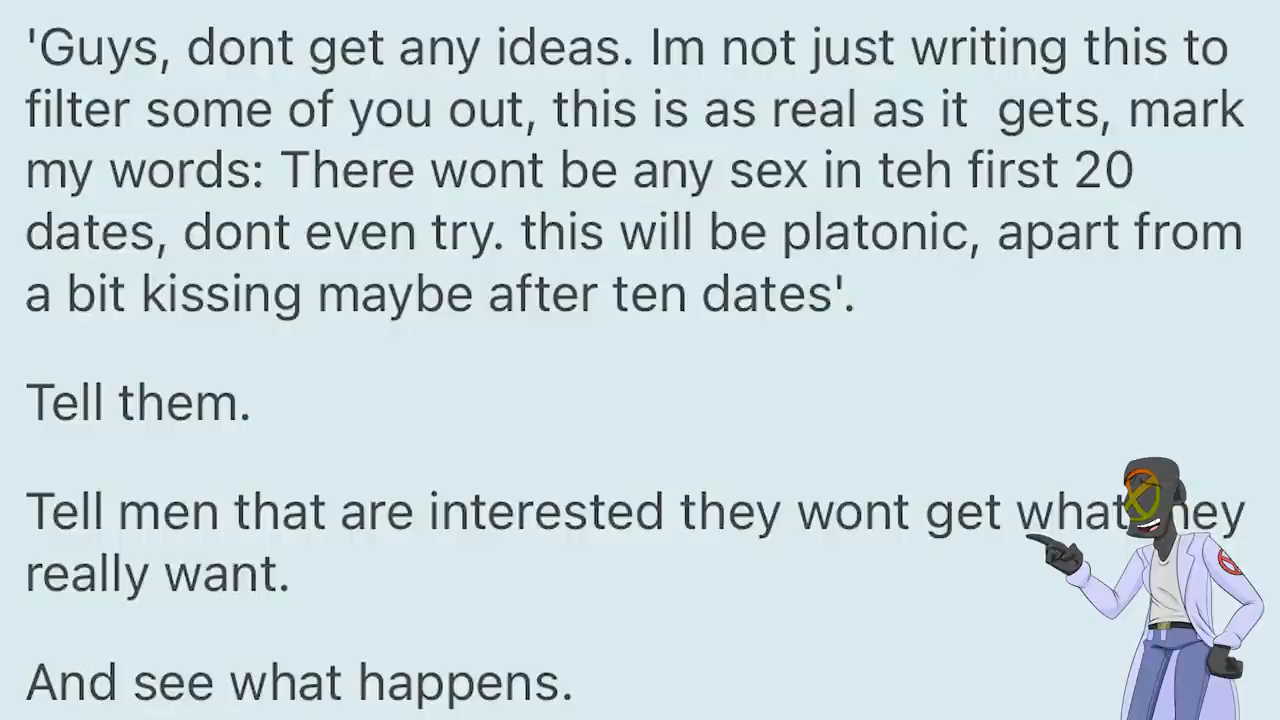 'Guys, dont get any ideas. Im not just writing this to
filter some of you out, this is as real as it  gets, mark
my words: There wont be any sex in teh first 20
dates, dont even try. this will be platonic, apart from
a bit kissing maybe after ten dates'.
Tell them.
Tell men that are interested they wont get what they
really want.
And see what happens.